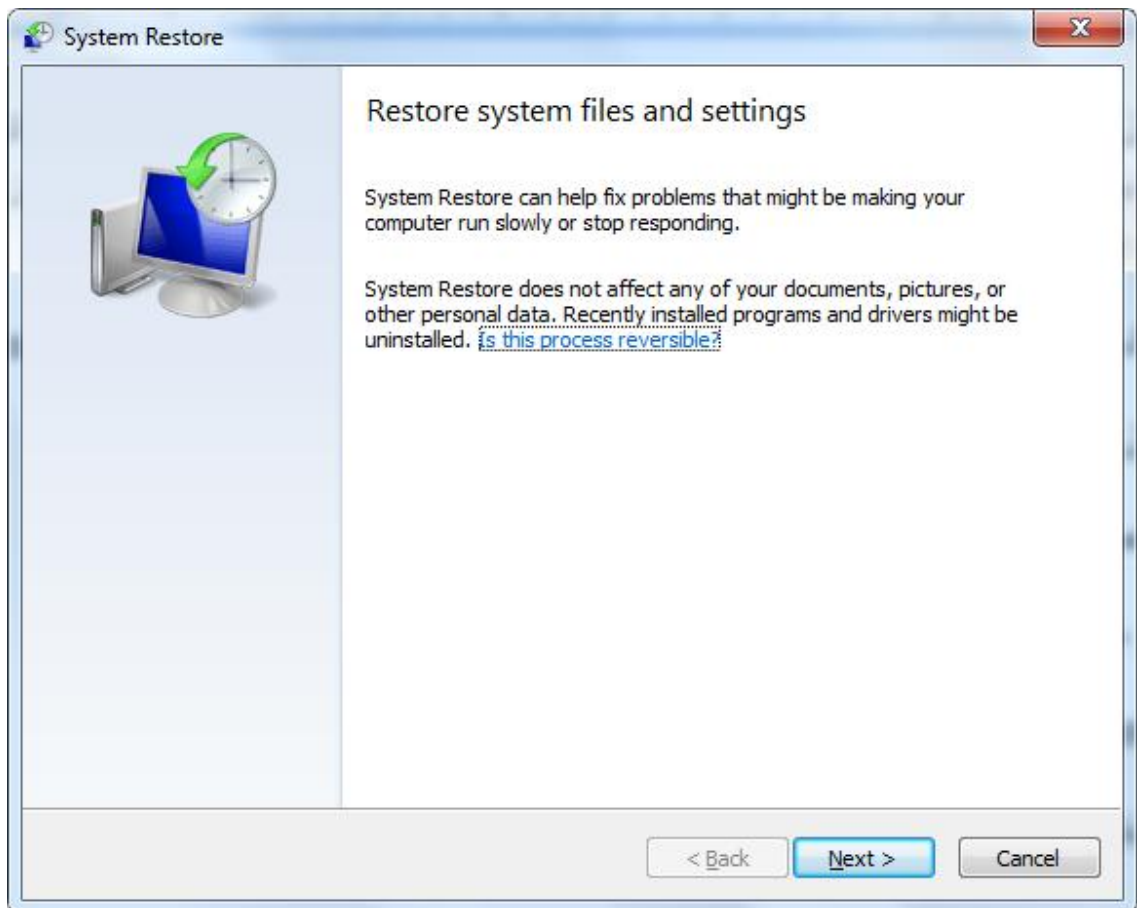 System Restore
Restore system files and settings
System Restore can help fix problems that might be making your
computer run slowly or stop responding.
System Restore does not affect any of your documents, pictures, or
other personal data. Recently installed programs and drivers might be
uninstalled. Is this process reversible?
< Back
Next >
Cancel